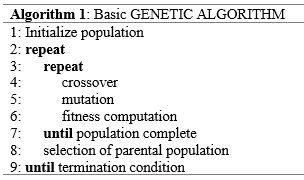 Algorithm 1: Basic GENETIC ALGORITHM
1: Initialize population
2: repeat
3: repeat
4: crossover
5: mutation
6: fitness computation
7: until population complete
8: selection of parental population
9: until termination condition